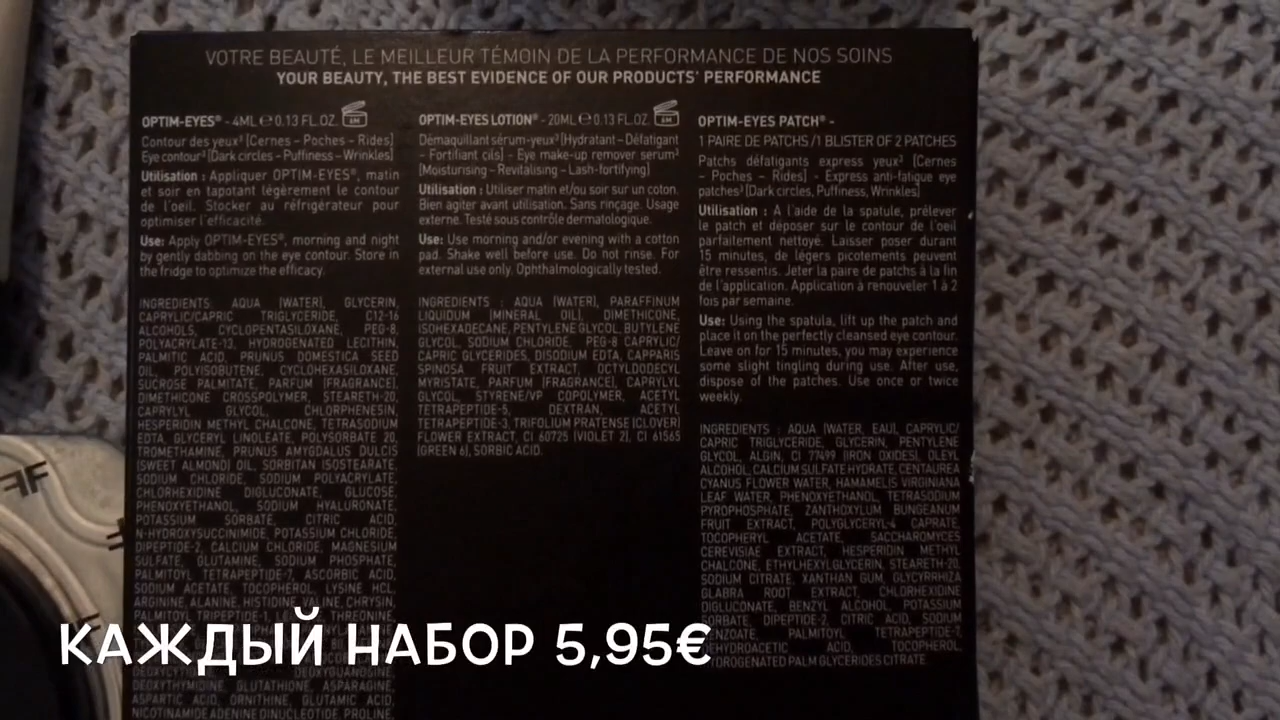 VOTRE BEAUTÉ, LE MEILLEUR TÉMOIN DE LA PERFORMANCE DE NOS SOINS
YOUR BEAUTY, THE BEST EVIDENCE OF OUR PRODUCTS' PERFORMANCE
OPTIM-EYES® - 4ML ℮ 0.13 FL.OZ. 6M
Contour des yeux³ [Cernes – Poches – Rides]
Eye contour³ [Dark circles – Puffiness – Wrinkles]
Utilisation : Appliquer OPTIM-EYES®, matin
et soir en tapotant légèrement le contour
de l'oeil. Stocker au réfrigérateur pour
optimiser l'efficacité.
Use: Apply OPTIM-EYES®, morning and night
by gently dabbing on the eye contour. Store in
the fridge to optimize the efficacy.
INGREDIENTS: AQUA (WATER), GLYCERIN,
CAPRYLIC/CAPRIC TRIGLYCERIDE, C12-16
ALCOHOLS, CYCLOPENTASILOXANE, PEG-8,
POLYACRYLATE-13, HYDROGENATED LECITHIN,
PALMITIC ACID, PRUNUS DOMESTICA SEED
OIL, POLYISOBUTENE, CYCLOHEXASILOXANE,
SUCROSE PALMITATE, PARFUM (FRAGRANCE),
DIMETHICONE CROSSPOLYMER, STEARETH-20,
CAPRYLYL GLYCOL, CHLORPHENESIN,
HESPERIDIN METHYL CHALCONE, TETRASODIUM
EDTA, GLYCERYL LINOLEATE, POLYSORBATE 20,
TROMETHAMINE, PRUNUS AMYGDALUS DULCIS
(SWEET ALMOND) OIL, SORBITAN ISOSTEARATE,
SODIUM CHLORIDE, SODIUM POLYACRYLATE,
CHLORHEXIDINE DIGLUCONATE, GLUCOSE,
PHENOXYETHANOL, SODIUM HYALURONATE,
POTASSIUM SORBATE, CITRIC ACID,
N-HYDROXYSUCCINIMIDE, POTASSIUM CHLORIDE,
DIPEPTIDE-2, CALCIUM CHLORIDE, MAGNESIUM
SULFATE, GLUTAMINE, SODIUM PHOSPHATE,
PALMITOYL TETRAPEPTIDE-7, ASCORBIC ACID,
SODIUM ACETATE, TOCOPHEROL, LYSINE HCL,
ARGININE, ALANINE, HISTIDINE, VALINE, CHRYSIN,
PALMITOYL TRIPEPTIDE-1, THREONINE,
DEOXYGUANOSINE,
DEOXYTHYMIDINE, GLUTATHIONE, ASPARAGINE,
ASPARTIC ACID, ORNITHINE, GLUTAMIC ACID,
NICOTINAMIDE ADENINE DINUCLEOTIDE, PROLINE,
OPTIM-EYES LOTION® - 20ML ℮ 0.13 FL.OZ. 6M
Démaquillant sérum-yeux³ [Hydratant – Défatigant
– Fortifiant cils] - Eye make-up remover serum³
[Moisturising – Revitalising – Lash-fortifying]
Utilisation : Utiliser matin et/ou soir sur un coton.
Bien agiter avant utilisation. Sans rinçage. Usage
externe. Testé sous contrôle dermatologique.
Use: Use morning and/or evening with a cotton
pad. Shake well before use. Do not rinse. For
external use only. Ophthalmologically tested.
INGREDIENTS : AQUA (WATER), PARAFFINUM
LIQUIDUM (MINERAL OIL), DIMETHICONE,
ISOHEXADECANE, PENTYLENE GLYCOL, BUTYLENE
GLYCOL, SODIUM CHLORIDE, PEG-8 CAPRYLIC/
CAPRIC GLYCERIDES, DISODIUM EDTA, CAPPARIS
SPINOSA FRUIT EXTRACT, OCTYLDODECYL
MYRISTATE, PARFUM (FRAGRANCE), CAPRYLYL
GLYCOL, STYRENE/VP COPOLYMER, ACETYL
TETRAPEPTIDE-5, DEXTRAN, ACETYL
TETRAPEPTIDE-3, TRIFOLIUM PRATENSE (CLOVER)
FLOWER EXTRACT, CI 60725 (VIOLET 2), CI 61565
(GREEN 6), SORBIC ACID.
OPTIM-EYES PATCH® -
1 PAIRE DE PATCHS /1 BLISTER OF 2 PATCHES
Patchs défatigants express yeux³ [Cernes
– Poches – Rides] - Express anti-fatigue eye
patches³ [Dark circles, Puffiness, Wrinkles]
Utilisation : A l'aide de la spatule, prélever
le patch et déposer sur le contour de l'oeil
parfaitement nettoyé. Laisser poser durant
15 minutes, de légers picotements peuvent
être ressentis. Jeter la paire de patchs à la fin
de l'application. Application à renouveler 1 à 2
fois par semaine.
Use: Using the spatula, lift up the patch and
place it on the perfectly cleansed eye contour.
Leave on for 15 minutes, you may experience
some slight tingling during use. After use,
dispose of the patches. Use once or twice
weekly.
INGREDIENTS : AQUA (WATER, EAU), CAPRYLIC/
CAPRIC TRIGLYCERIDE, GLYCERIN, PENTYLENE
GLYCOL, ALGIN, CI 77499 (IRON OXIDES), OLEYL
ALCOHOL, CALCIUM SULFATE HYDRATE, CENTAUREA
CYANUS FLOWER WATER, HAMAMELIS VIRGINIANA
LEAF WATER, PHENOXYETHANOL, TETRASODIUM
PYROPHOSPHATE, ZANTHOXYLUM BUNGEANUM
FRUIT EXTRACT, POLYGLYCERYL-4 CAPRATE,
TOCOPHERYL ACETATE, SACCHAROMYCES
CEREVISIAE EXTRACT, HESPERIDIN METHYL
CHALCONE, ETHYLHEXYLGLYCERIN, STEARETH-20,
SODIUM CITRATE, XANTHAN GUM, GLYCYRRHIZA
GLABRA ROOT EXTRACT, CHLORHEXIDINE
DIGLUCONATE, BENZYL ALCOHOL, POTASSIUM
SORBATE, DIPEPTIDE-2, CITRIC ACID, SODIUM
BENZOATE, PALMITOYL TETRAPEPTIDE-7,
DEHYDROACETIC ACID, TOCOPHEROL,
HYDROGENATED PALM GLYCERIDES CITRATE
КАЖДЫЙ НАБОР 5,95€